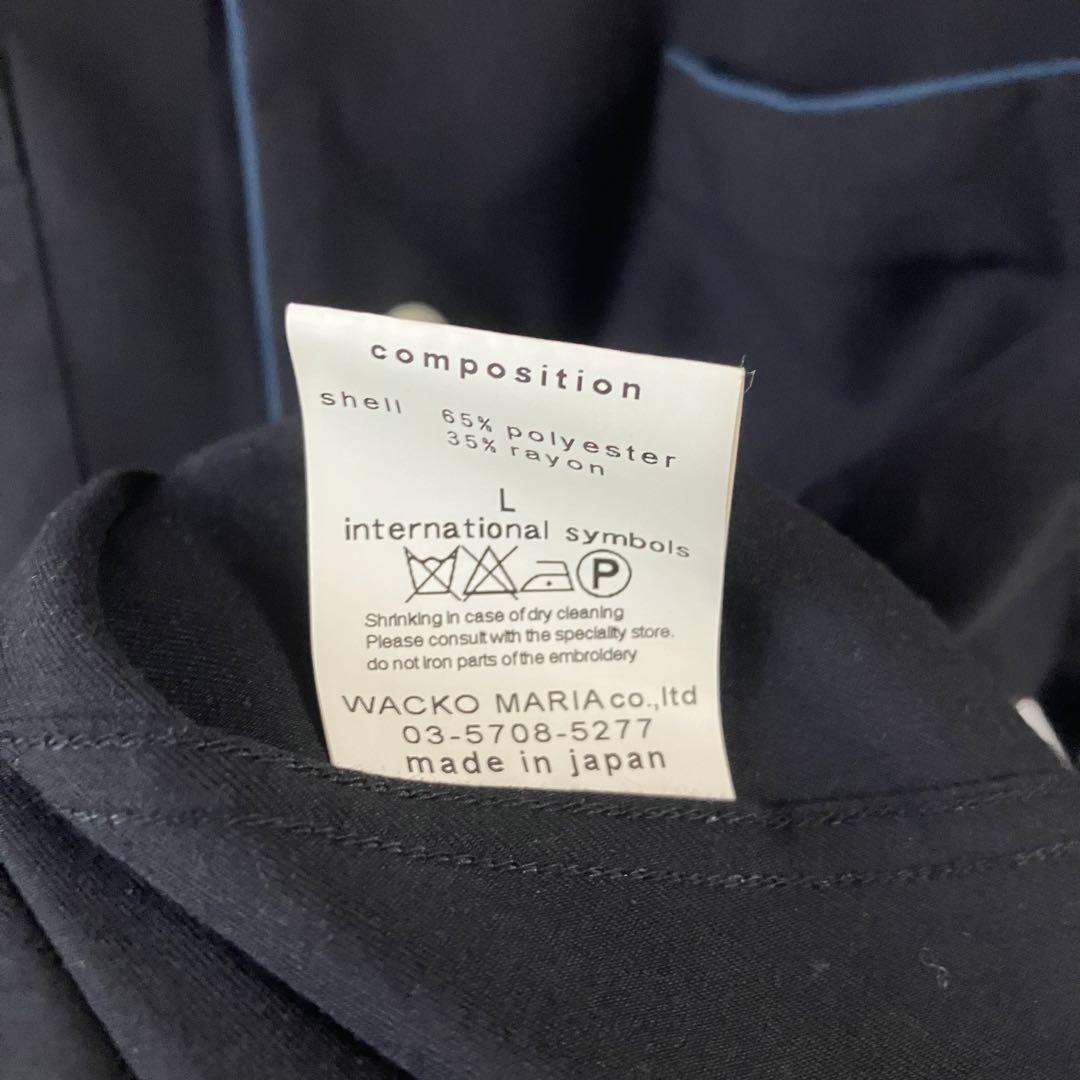 composition
shell 65% polyester
35% rayon
L
international symbols
P
Shrinking in case of dry cleaning
Please consult with the speciality store.
do not iron parts of the embroidery
WACKO MARIA co.,ltd
03-5708-5277
made in japan